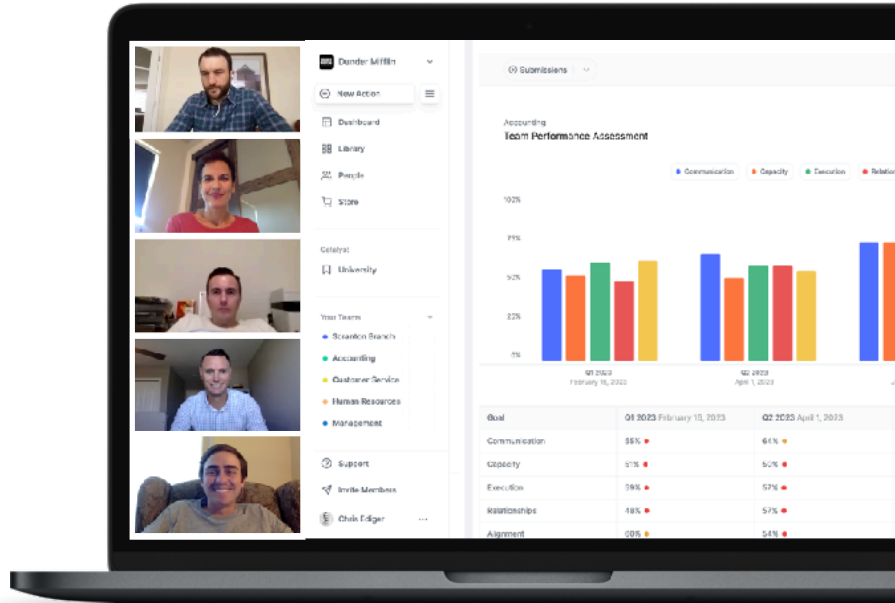 Dunder Mifflin
New Action
Dashboard
Library
People
Store
Catalyst
University
Your Teams
Scranton Branch
Accounting
Customer Service
Human Resources
Management
Support
Invite Members
Chris Ediger
Submissions
Accounting
Team Performance Assessment
Communication Capacity Execution Relation
100%
75%
50%
25%
0%
Q1 2023 Q2 2023
February 15, 2023 April 1, 2023
Goal Q1 2023 February 15, 2023 Q2 2023 April 1, 2023
Communication 55% 64%
Capacity 51% 50%
Execution 59% 57%
Relationships 48% 57%
Alignment 60% 54%